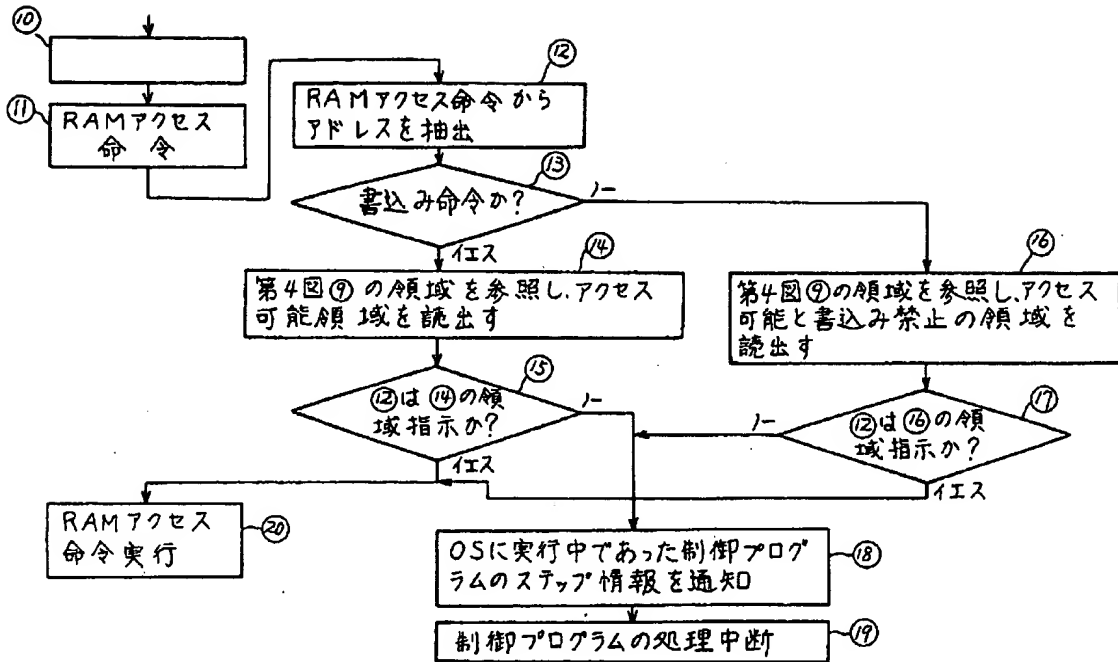 ⑩
⑪
RAMアクセス
命令
⑫
RAMアクセス命令から
アドレスを抽出
⑬
書込み命令か?
ノー
イエス
⑭
第4図⑨の領域を参照し、アクセス
可能領域を読出す
⑮
⑫は⑭の領
域指示か?
ノー
イエス
⑯
第4図⑨の領域を参照し、アクセス
可能と書込み禁止の領域を
読出す
⑰
⑫は⑯の領
域指示か?
ノー
イエス
RAMアクセス
命令実行
⑳
OSに実行中であった制御プログ
ラムのステップ情報を通知
⑱
制御プログラムの処理中断
⑲